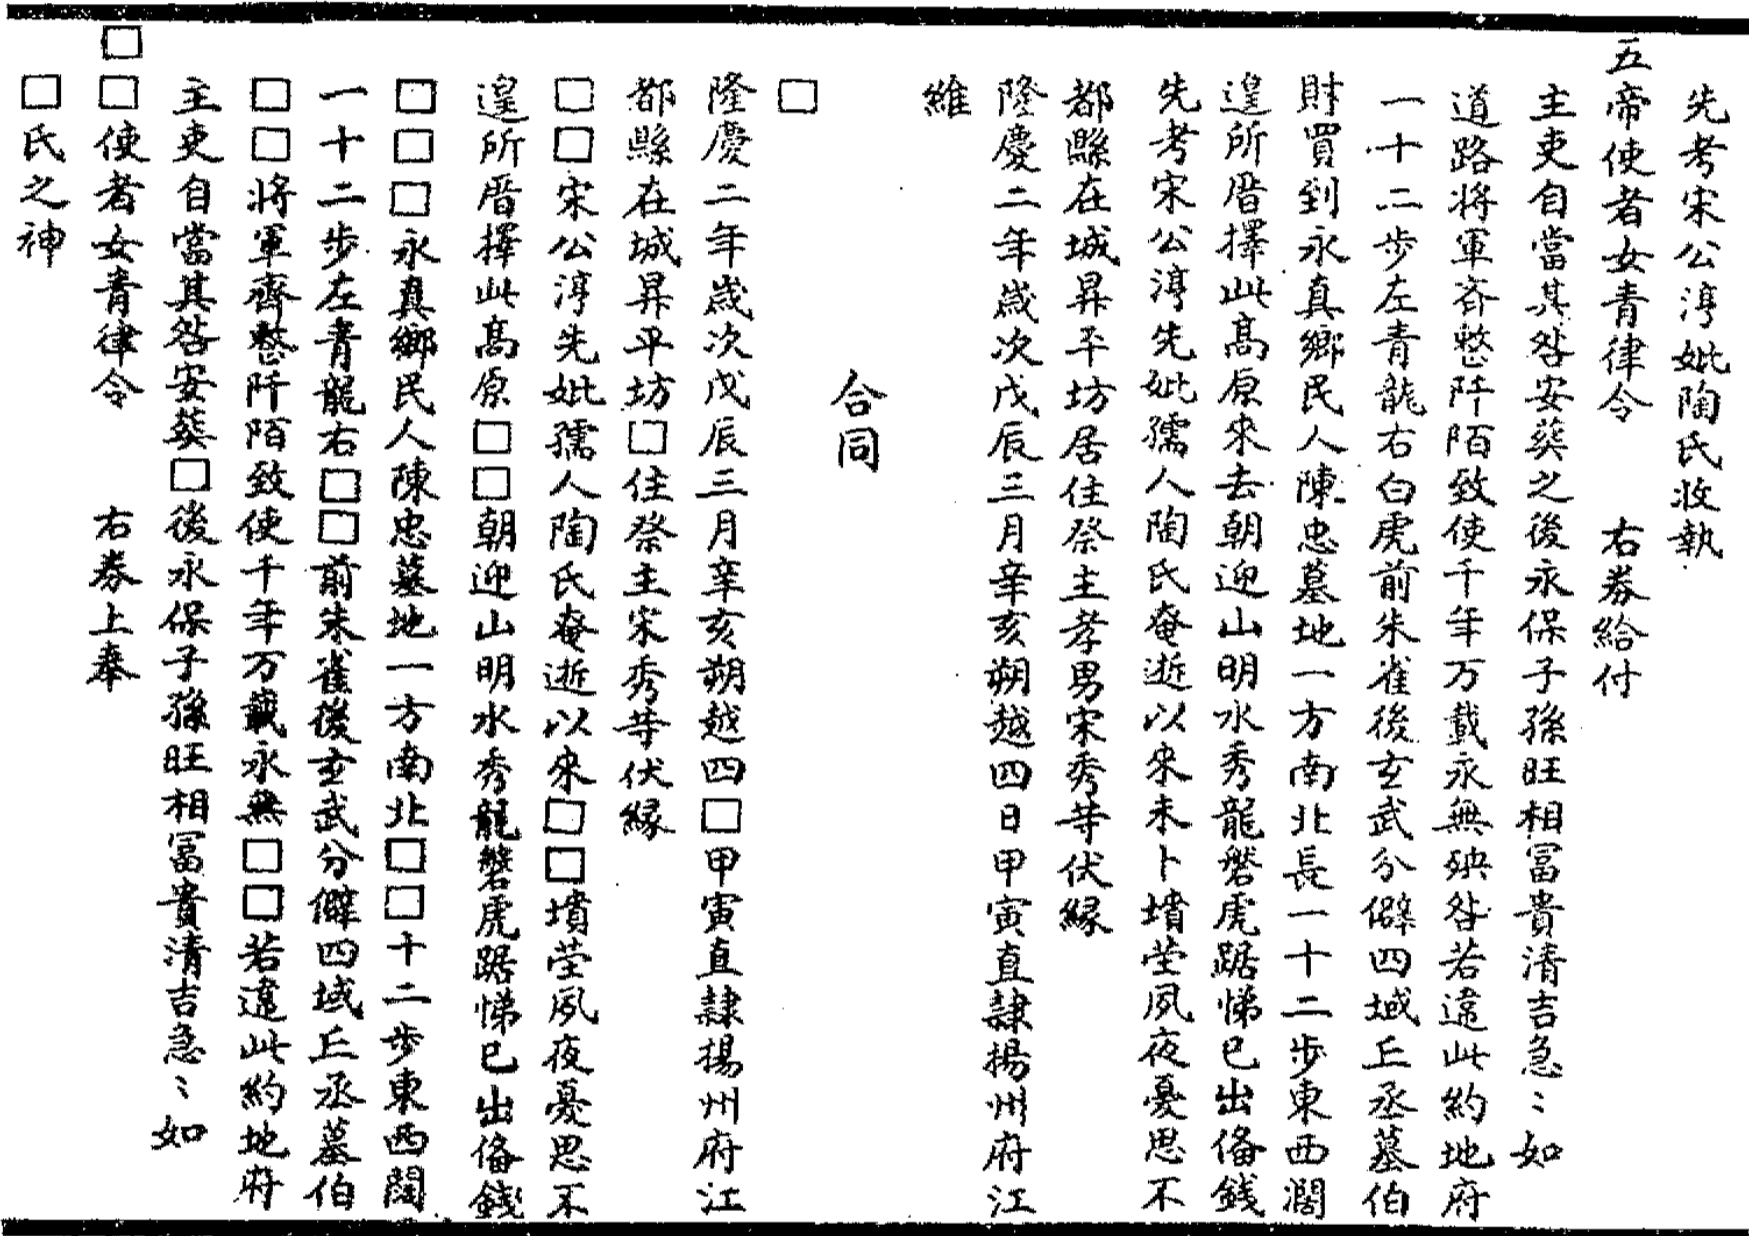 維
隆慶二年歲次戊辰三月辛亥朔越四日甲寅直隷揚州府江
都縣在城昇平坊居住祭主孝男宋秀等伏縁
先考宋公淳先妣孺人陶氏奄逝以來未卜墳塋夙夜憂思不
遑所厝擇此髙原來去朝迎山明水秀龍磐虎踞悌已出備錢
財買到永真鄉民人陳忠墓地一方南北長一十二步東西濶
一十二步左青龍右白虎前朱雀後玄武分僻四域丘丞墓伯
道路將軍齐整阡陌致使千年万載永無殃咎若違此約地府
主吏自當其咎安葬之後永保子孫旺相冨貴清吉急〻如
五帝使者女青律令 右券給付
先考宋公淳妣陶氏收執
合同
□
隆慶二年歲次戊辰三月辛亥朔越四□甲寅直隷揚州府江
都縣在城昇平坊□住祭主宋秀等伏縁
□□宋公淳先妣孺人陶氏奄逝以來□□墳塋夙夜憂思不
遑所厝擇此髙原□□朝迎山明水秀龍磐虎踞悌已出備錢
□□□永真鄉民人陳忠墓地一方南北□□十二步東西闊
一十二步左青龍右□□前朱雀後玄武分僻四域丘丞墓伯
□□將軍齊整阡陌致使千年万載永無□□若違此約地府
主吏自當其咎安葬□後永保子孫旺相冨貴清吉急〻如
□□使者女青律令 右券上奉
□氏之神